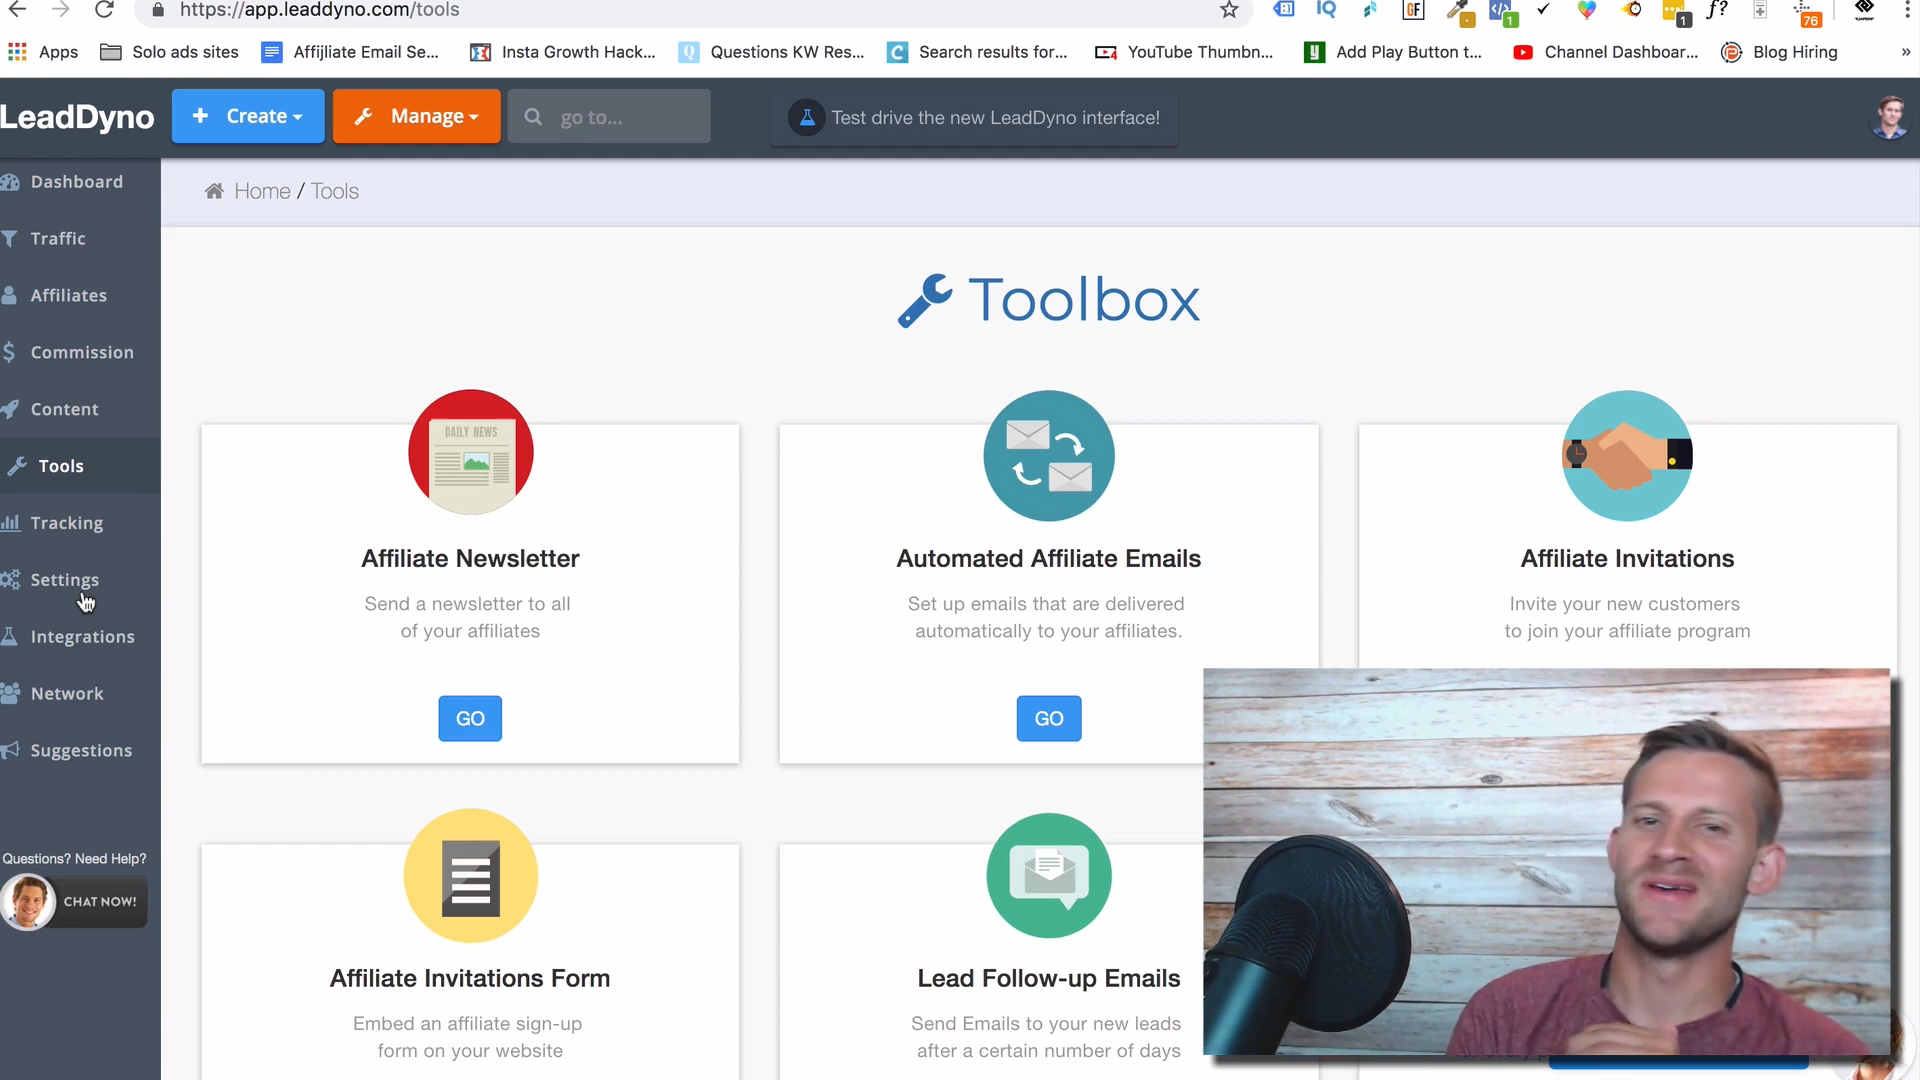 https://app.leaddyno.com/tools
1
1
76
Apps
Solo ads sites
Affijliate Email Se...
Insta Growth Hack...
Questions KW Res...
Search results for...
YouTube Thumbn...
Add Play Button t...
Channel Dashboar...
Blog Hiring
LeadDyno
Create
Manage
go to...
Test drive the new LeadDyno interface!
Dashboard
Traffic
Affiliates
Commission
Content
Tools
Tracking
Settings
Integrations
Network
Suggestions
Questions? Need Help?
CHAT NOW!
Home / Tools
Toolbox
DAILY NEWS
Affiliate Newsletter
Send a newsletter to all
of your affiliates
GO
Automated Affiliate Emails
Set up emails that are delivered
automatically to your affiliates.
GO
Affiliate Invitations
Invite your new customers
to join your affiliate program
Affiliate Invitations Form
Embed an affiliate sign-up
form on your website
Lead Follow-up Emails
Send Emails to your new leads
after a certain number of days